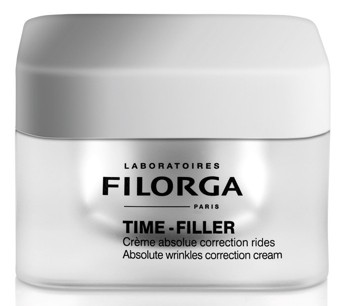 LABORATOIRES
FILORGA
PARIS
TIME-FILLER
Crème absolue correction rides
Absolute wrinkles correction cream